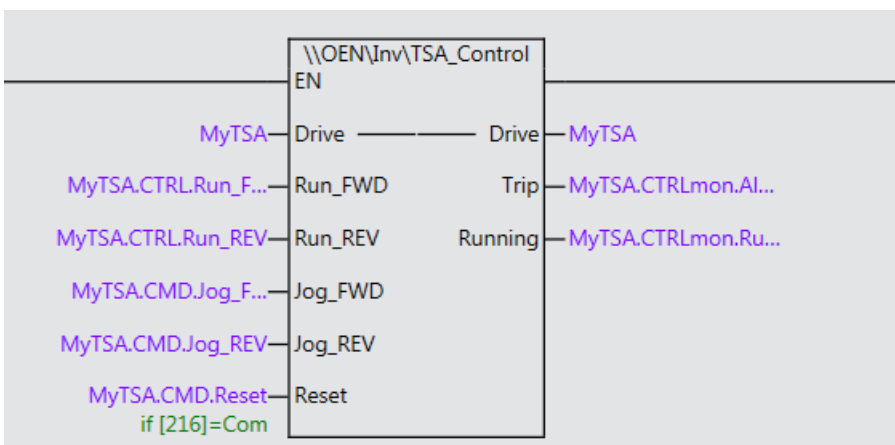 \\OEN\Inv\TSA_Control
EN
MyTSA Drive Drive MyTSA
MyTSA.CTRL.Run_F... Run_FWD Trip MyTSA.CTRLmon.Al...
MyTSA.CTRL.Run_REV Run_REV Running MyTSA.CTRLmon.Ru...
MyTSA.CMD.Jog_F... Jog_FWD
MyTSA.CMD.Jog_REV Jog_REV
MyTSA.CMD.Reset Reset
if [216]=Com